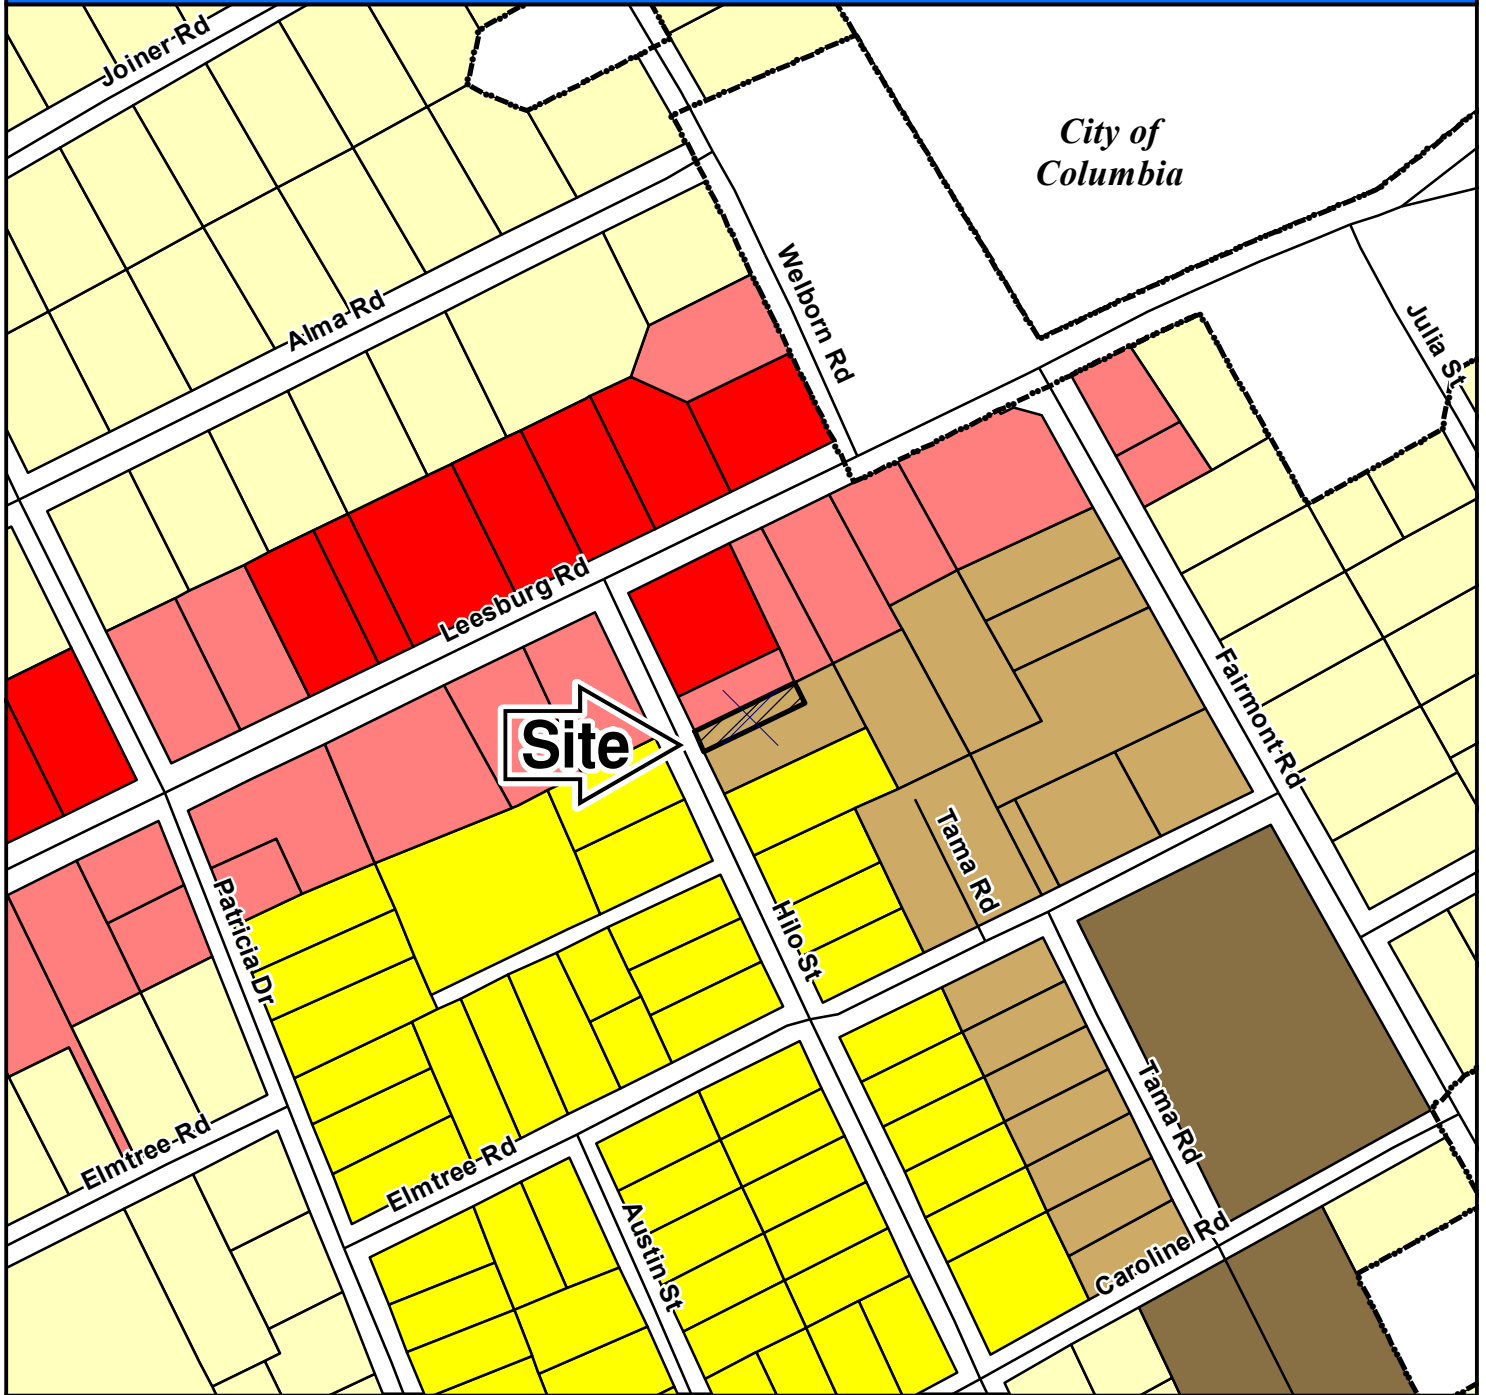 Joiner Rd
City of
Columbia
Alma Rd
Welborn Rd
Julia St
Leesburg Rd
Fairmont Rd
Site
Tama Rd
Patricia Dr
Hilo St
Elmtree Rd
Elmtree Rd
Tama Rd
Austin St
Caroline Rd